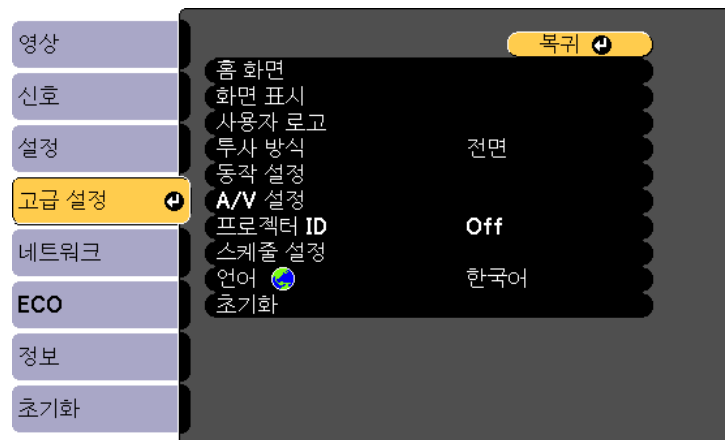 영상
신호
설정
고급 설정
네트워크
ECO
정보
초기화
복귀
홈 화면
화면 표시
사용자 로고
투사 방식 전면
동작 설정
A/V 설정
프로젝터 ID Off
스케줄 설정
언어 한국어
초기화